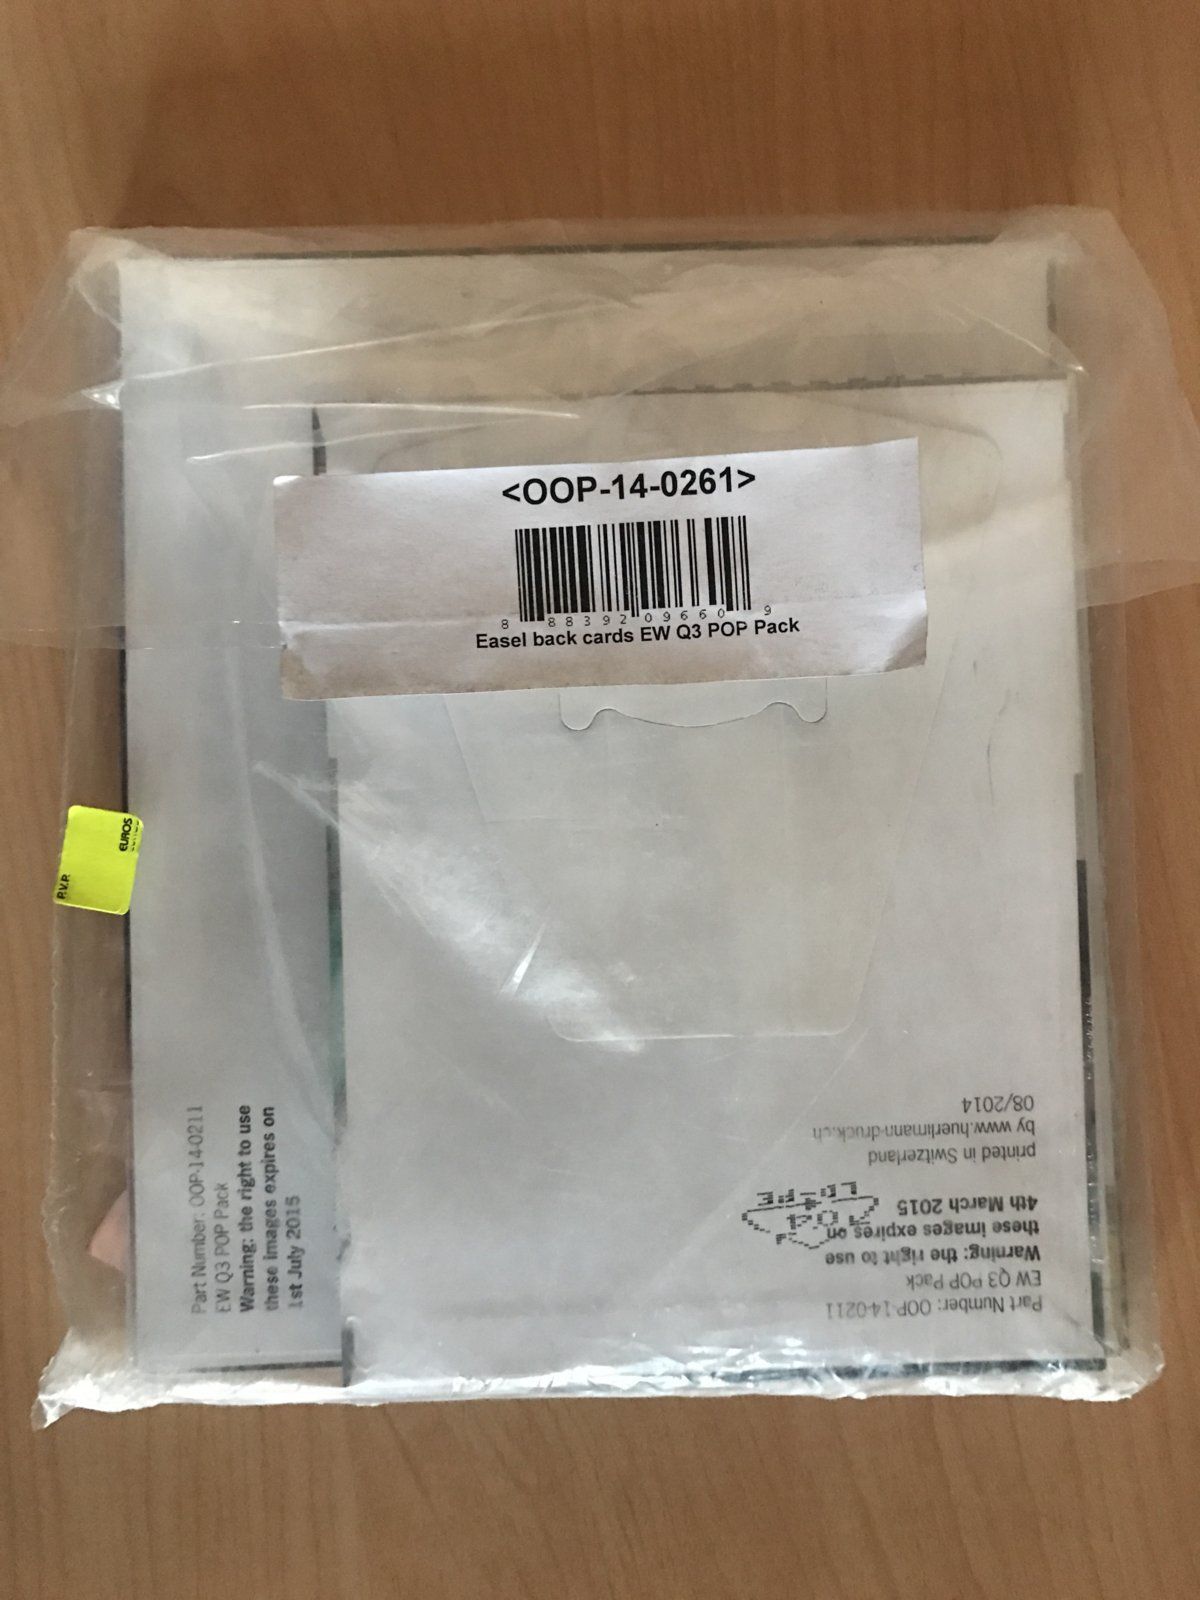 <OOP-14-0261>
8 88392 09660 9
Easel back cards EW Q3 POP Pack
EUROS
P.V.P.
Part Number: OOP-14-0211
EW Q3 POP Pack
Warning: the right to use
these images expires on
1st July 2015
Part Number: OOP-14-0211
EW Q3 POP Pack
Warning: the right to use
these images expires on
4th March 2015
printed in Switzerland
by www.huerlimann-druck.ch
08/2014